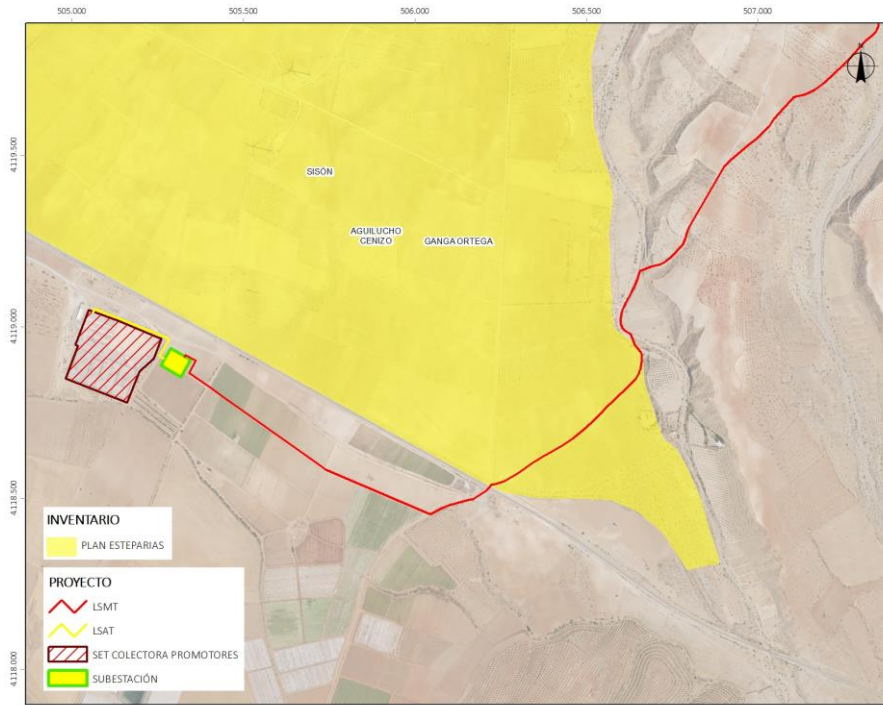 505.000 505.500 506.000 506.500 507.000
N
4.119.500
SISÓN
AGUILUCHO
CENIZO
GANGA ORTEGA
4.119.000
4.118.500
INVENTARIO
PLAN ESTEPARIAS
PROYECTO
LSMT
LSAT
SET COLECTORA PROMOTORES
SUBESTACIÓN
4.118.000